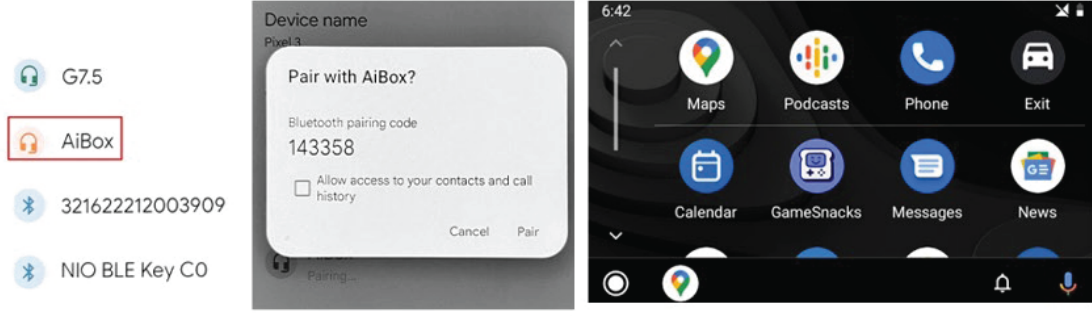 G7.5
AiBox
321622212003909
NIO BLE Key C0
Device name
Pixel 3
Pair with AiBox?
Bluetooth pairing code
143358
Allow access to your contacts and call
history
Cancel Pair
Pairing...
6:42
Maps Podcasts Phone Exit
Calendar GameSnacks Messages News